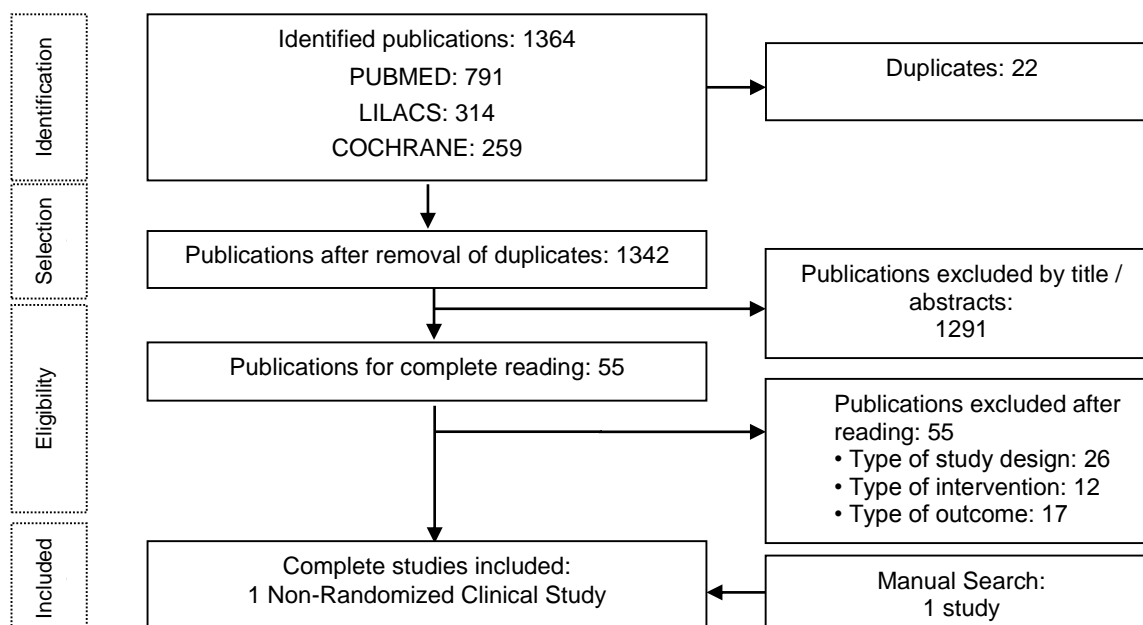 Identification
Identified publications: 1364
PUBMED: 791
LILACS: 314
COCHRANE: 259
Duplicates: 22
Selection
Publications after removal of duplicates: 1342
Publications excluded by title /
abstracts:
1291
Eligibility
Publications for complete reading: 55
Publications excluded after
reading: 55
• Type of study design: 26
• Type of intervention: 12
• Type of outcome: 17
Included
Complete studies included:
1 Non-Randomized Clinical Study
Manual Search:
1 study